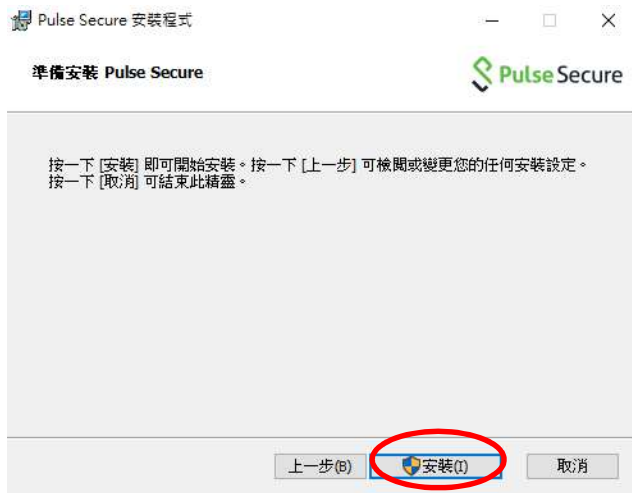 Pulse Secure 安裝程式
準備安裝 Pulse Secure
Pulse Secure
按一下 [安裝] 即可開始安裝。按一下 [上一步] 可檢閱或變更您的任何安裝設定。
按一下 [取消] 可結束此精靈。
上一步(B)
安裝(I)
取消